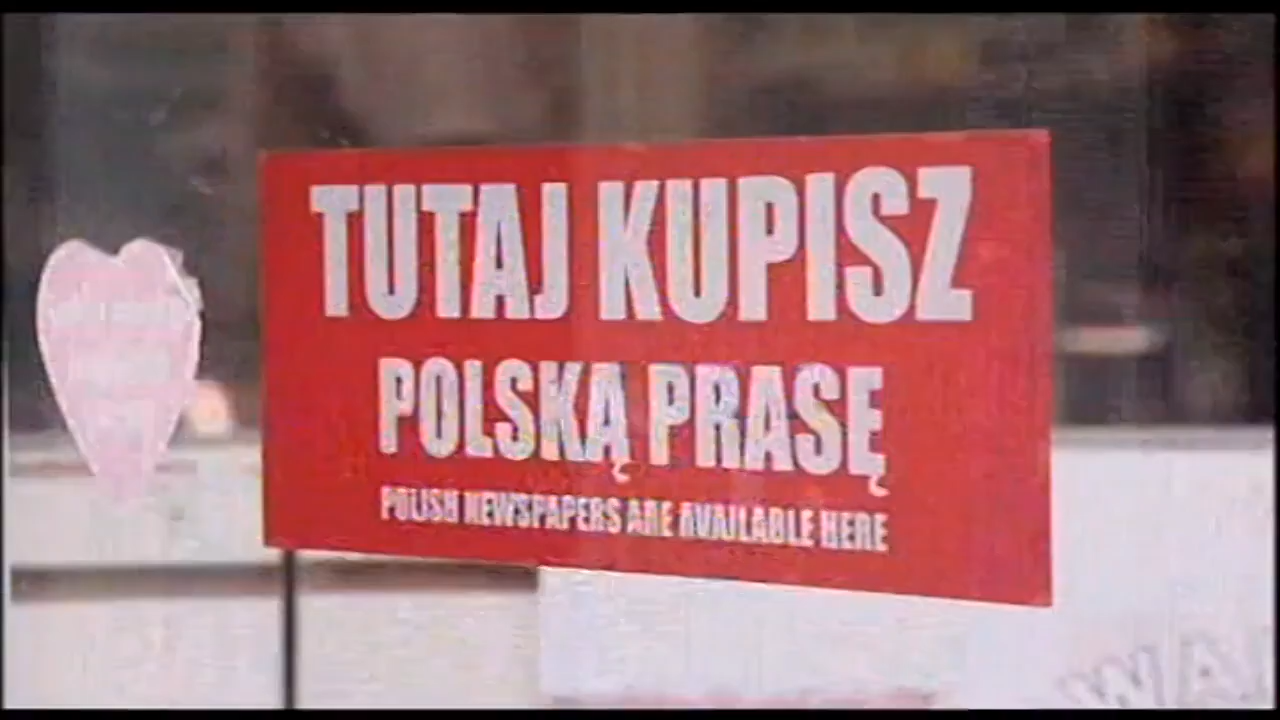 TUTAJ KUPISZ
POLSKĄ PRASĘ
POLISH NEWSPAPERS ARE AVAILABLE HERE